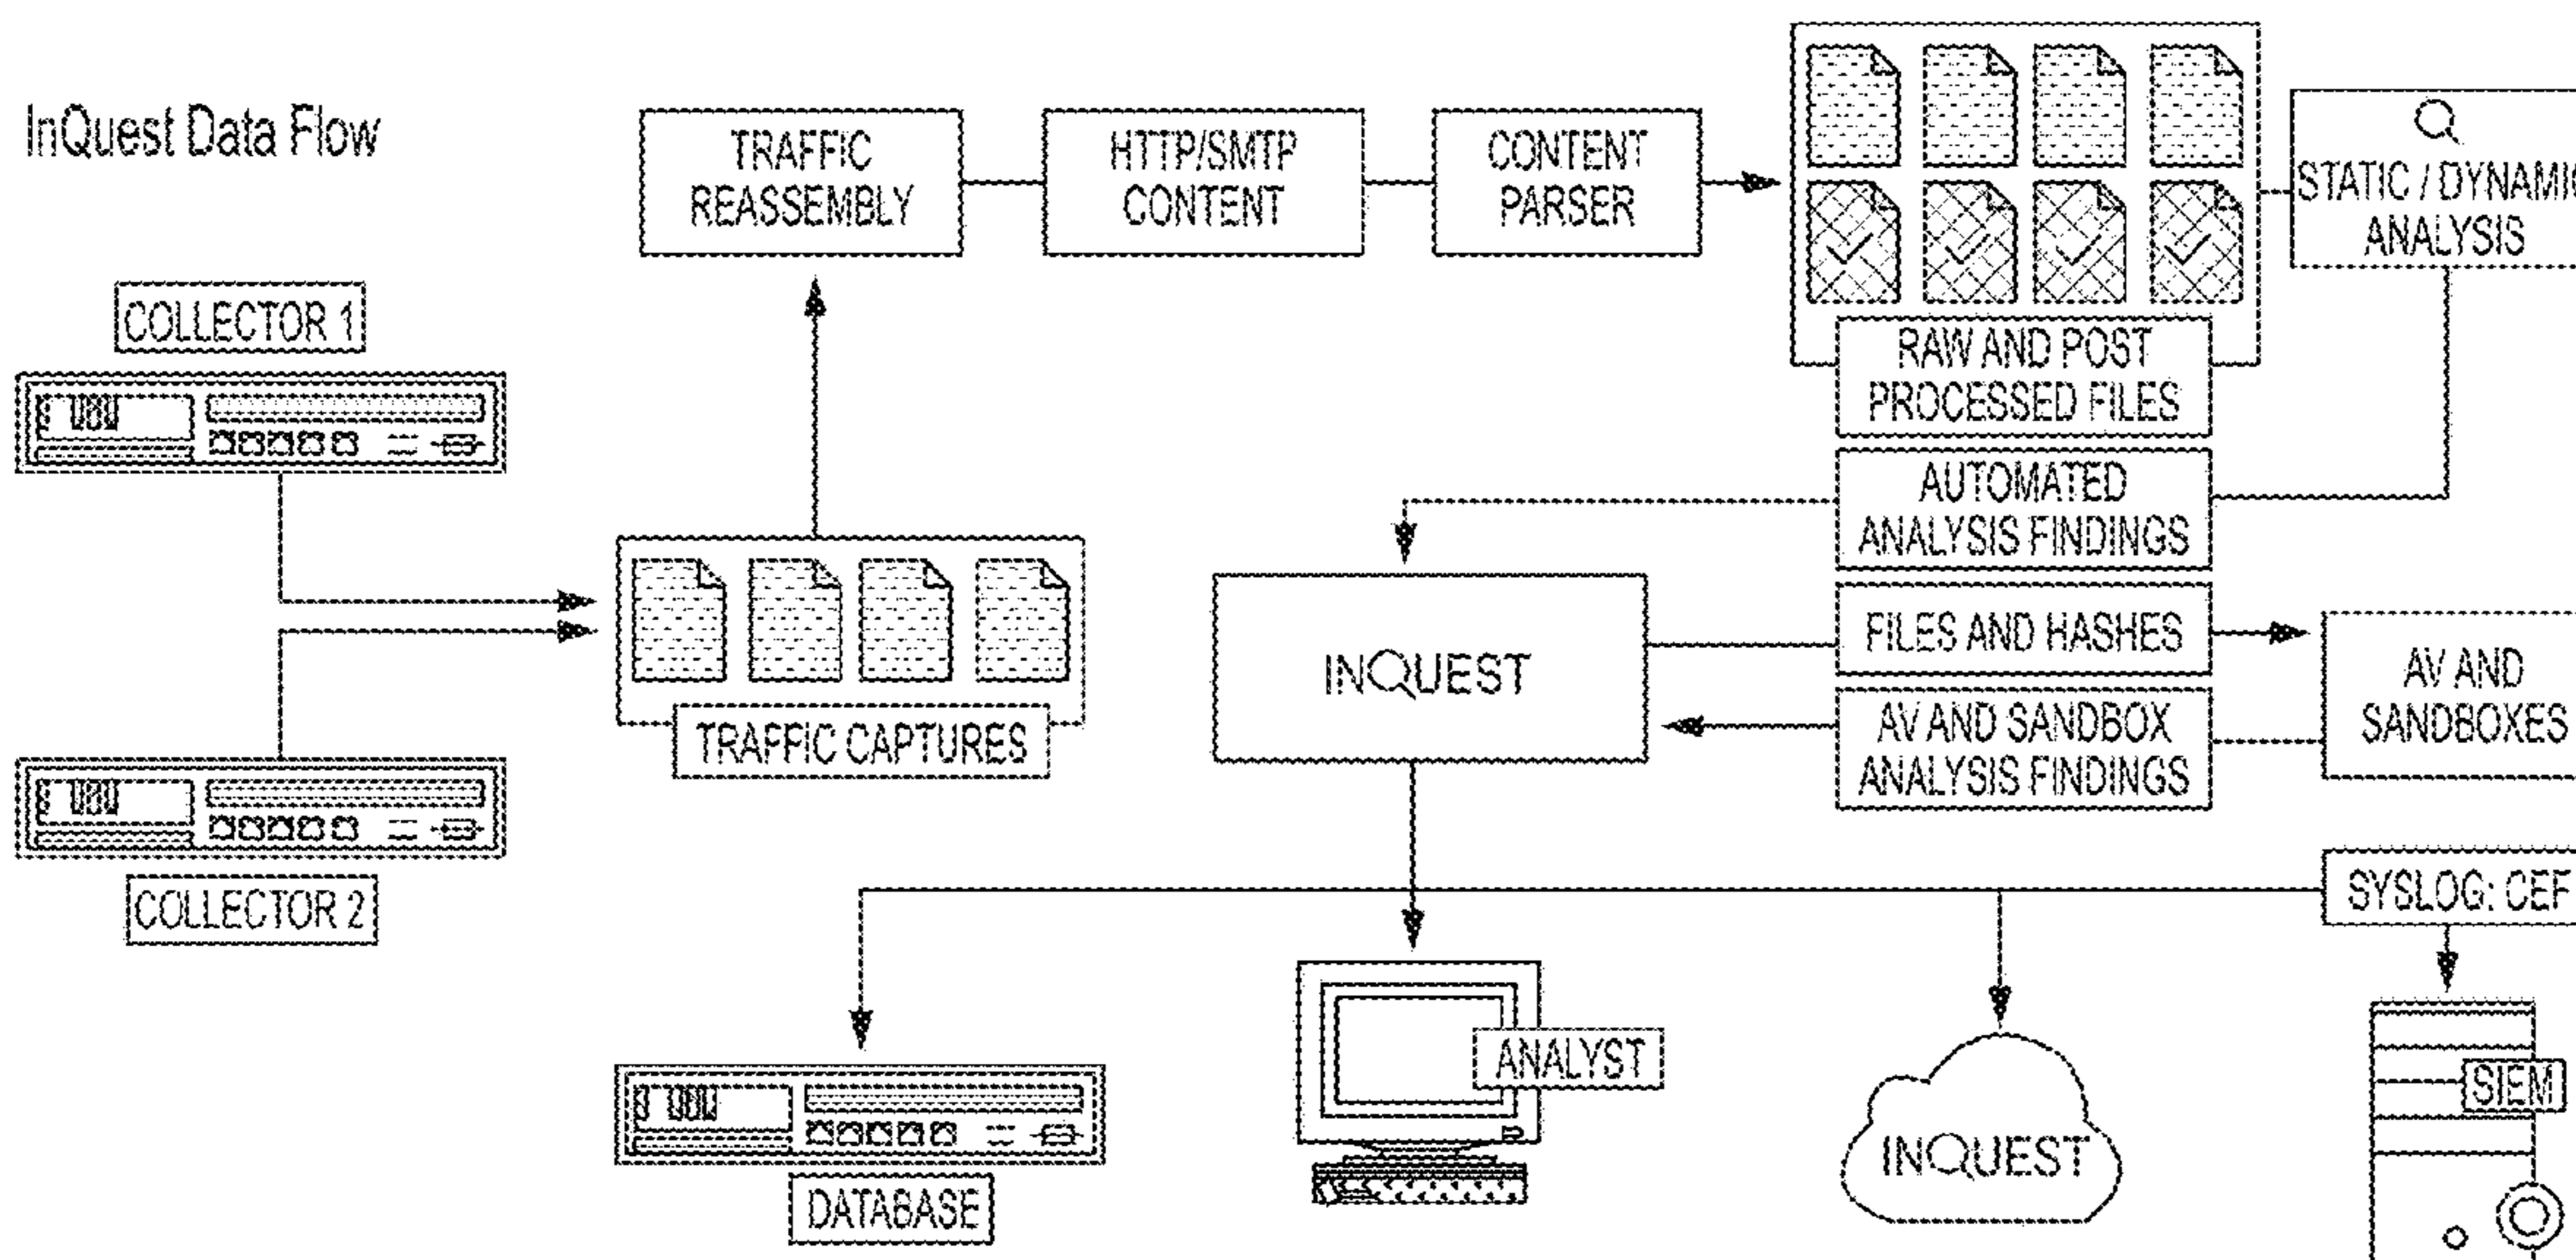 InQuest Data Flow
TRAFFIC
REASSEMBLY
HTTP/SMTP
CONTENT
CONTENT
PARSER
STATIC / DYNAMIC
ANALYSIS
RAW AND POST
PROCESSED FILES
COLLECTOR 1
AUTOMATED
ANALYSIS FINDINGS
TRAFFIC CAPTURES
INQUEST
FILES AND HASHES
AV AND SANDBOX
ANALYSIS FINDINGS
AV AND
SANDBOXES
COLLECTOR 2
SYSLOG: CEF
DATABASE
ANALYST
INQUEST
SIEM